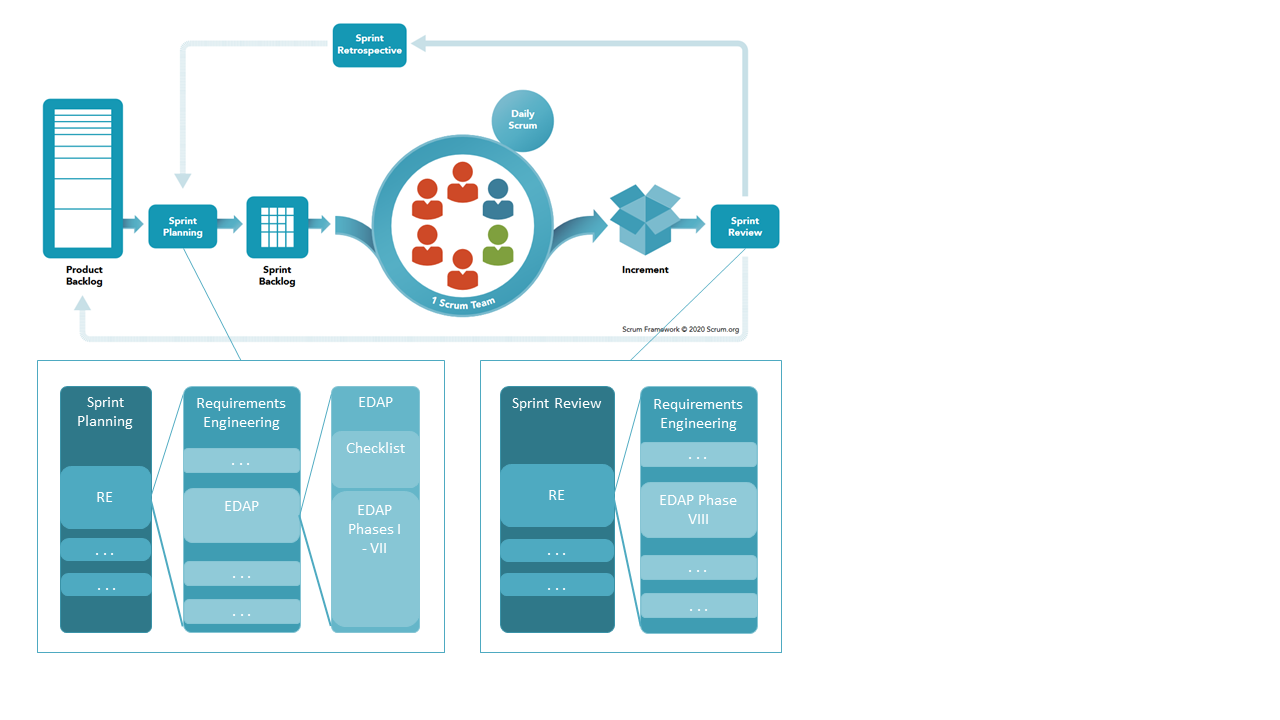 Sprint
Retrospective
Daily
Scrum
Sprint
Planning
Sprint
Review
Product
Backlog
Sprint
Backlog
Increment
1 Scrum Team
Scrum Framework © 2020 Scrum.org
Sprint
Planning
RE
...
...
Requirements
Engineering
...
EDAP
...
...
EDAP
Checklist
EDAP
Phases I
- VII
Sprint Review
RE
...
...
Requirements
Engineering
...
EDAP Phase
VIII
...
...